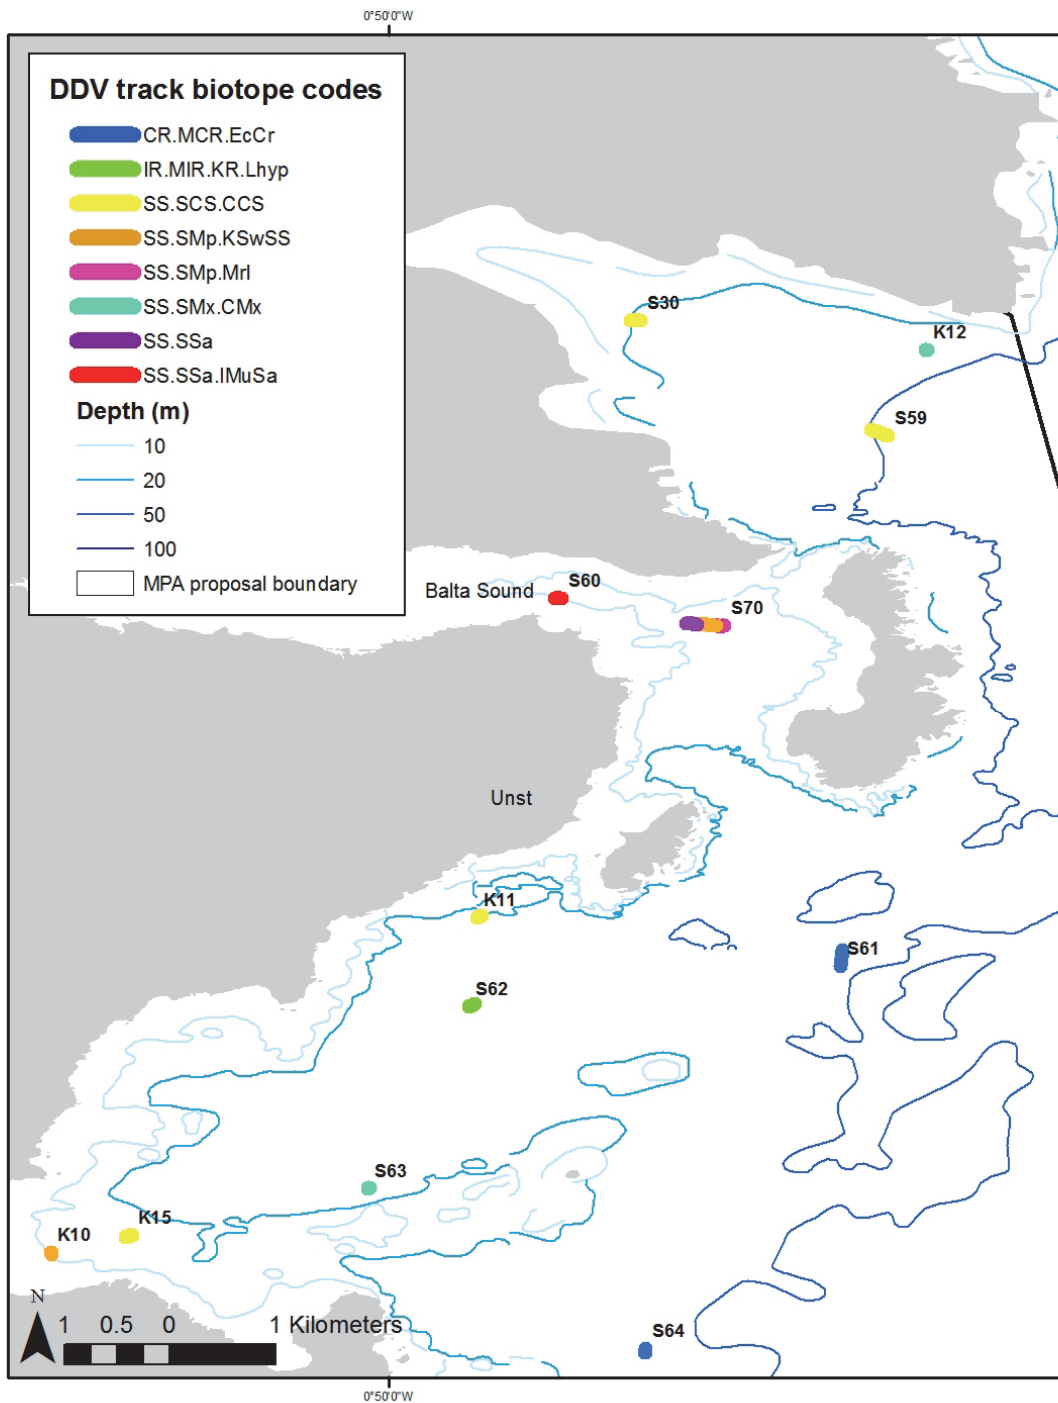 0°50'0"W
DDV track biotope codes
CR.MCR.EcCr
IR.MIR.KR.Lhyp
SS.SCS.CCS
SS.SMp.KSwSS
SS.SMp.Mrl
SS.SMx.CMx
SS.SSa
SS.SSa.IMuSa
Depth (m)
10
20
50
100
MPA proposal boundary
S30
K12
S59
Balta Sound
S60
S70
Unst
K11
S61
S62
S63
K15
K10
N
1 0.5 0 1 Kilometers
S64
0°50'0"W